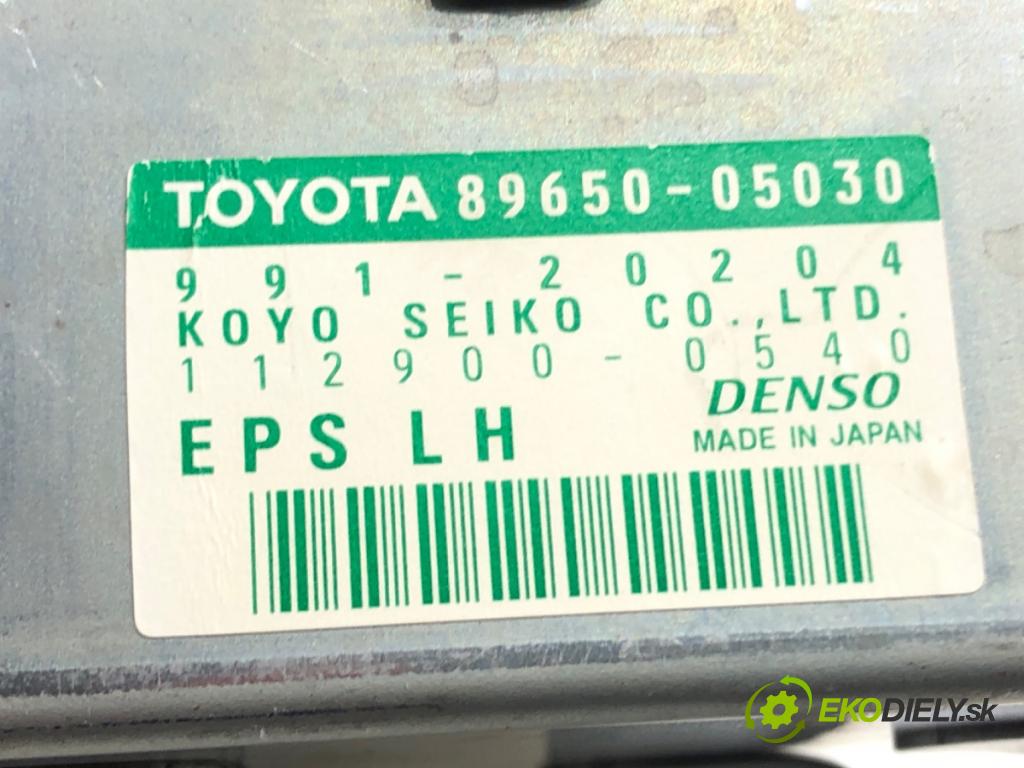 TOYOTA 89650-05030
991-20204
KOYO SEIKO CO.,LTD.
112900-0540
DENSO
EPS LH
MADE IN JAPAN
EKODIELY.sk